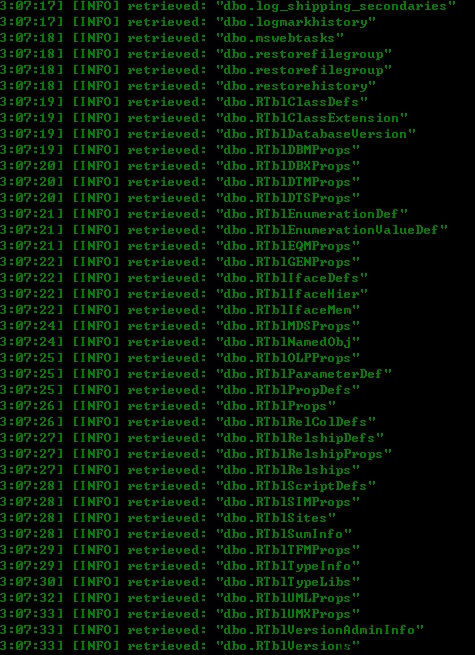 3:07:17] [INFO] retrieved: "dbo.log_shipping_secondaries"
3:07:17] [INFO] retrieved: "dbo.logmarkhistory"
3:07:18] [INFO] retrieved: "dbo.mswebtasks"
3:07:18] [INFO] retrieved: "dbo.restorefilegroup"
3:07:18] [INFO] retrieved: "dbo.restorefilegroup"
3:07:18] [INFO] retrieved: "dbo.restorehistory"
3:07:19] [INFO] retrieved: "dbo.RTblClassDefs"
3:07:19] [INFO] retrieved: "dbo.RTblClassExtension"
3:07:19] [INFO] retrieved: "dbo.RTblDatabaseVersion"
3:07:19] [INFO] retrieved: "dbo.RTblDBMProps"
3:07:20] [INFO] retrieved: "dbo.RTblDBXProps"
3:07:20] [INFO] retrieved: "dbo.RTblDTMProps"
3:07:20] [INFO] retrieved: "dbo.RTblDTSProps"
3:07:21] [INFO] retrieved: "dbo.RTblEnumerationDef"
3:07:21] [INFO] retrieved: "dbo.RTblEnumerationValueDef"
3:07:21] [INFO] retrieved: "dbo.RTblEQMProps"
3:07:22] [INFO] retrieved: "dbo.RTblGENProps"
3:07:22] [INFO] retrieved: "dbo.RTblIfaceDefs"
3:07:22] [INFO] retrieved: "dbo.RTblIfaceHier"
3:07:22] [INFO] retrieved: "dbo.RTblIfaceMem"
3:07:24] [INFO] retrieved: "dbo.RTblMDSProps"
3:07:24] [INFO] retrieved: "dbo.RTblNamedObj"
3:07:25] [INFO] retrieved: "dbo.RTblOLPProps"
3:07:25] [INFO] retrieved: "dbo.RTblParameterDef"
3:07:25] [INFO] retrieved: "dbo.RTblPropDefs"
3:07:26] [INFO] retrieved: "dbo.RTblProps"
3:07:26] [INFO] retrieved: "dbo.RTblRelColDefs"
3:07:27] [INFO] retrieved: "dbo.RTblRelshipDefs"
3:07:27] [INFO] retrieved: "dbo.RTblRelshipProps"
3:07:27] [INFO] retrieved: "dbo.RTblRelships"
3:07:28] [INFO] retrieved: "dbo.RTblScriptDefs"
3:07:28] [INFO] retrieved: "dbo.RTblSIMProps"
3:07:28] [INFO] retrieved: "dbo.RTblSites"
3:07:28] [INFO] retrieved: "dbo.RTblSumInfo"
3:07:29] [INFO] retrieved: "dbo.RTblTFMProps"
3:07:29] [INFO] retrieved: "dbo.RTblTypeInfo"
3:07:30] [INFO] retrieved: "dbo.RTblTypeLibs"
3:07:32] [INFO] retrieved: "dbo.RTblUMLProps"
3:07:33] [INFO] retrieved: "dbo.RTblUMXProps"
3:07:33] [INFO] retrieved: "dbo.RTblVersionAdminInfo"
3:07:33] [INFO] retrieved: "dbo.RTblVersions"